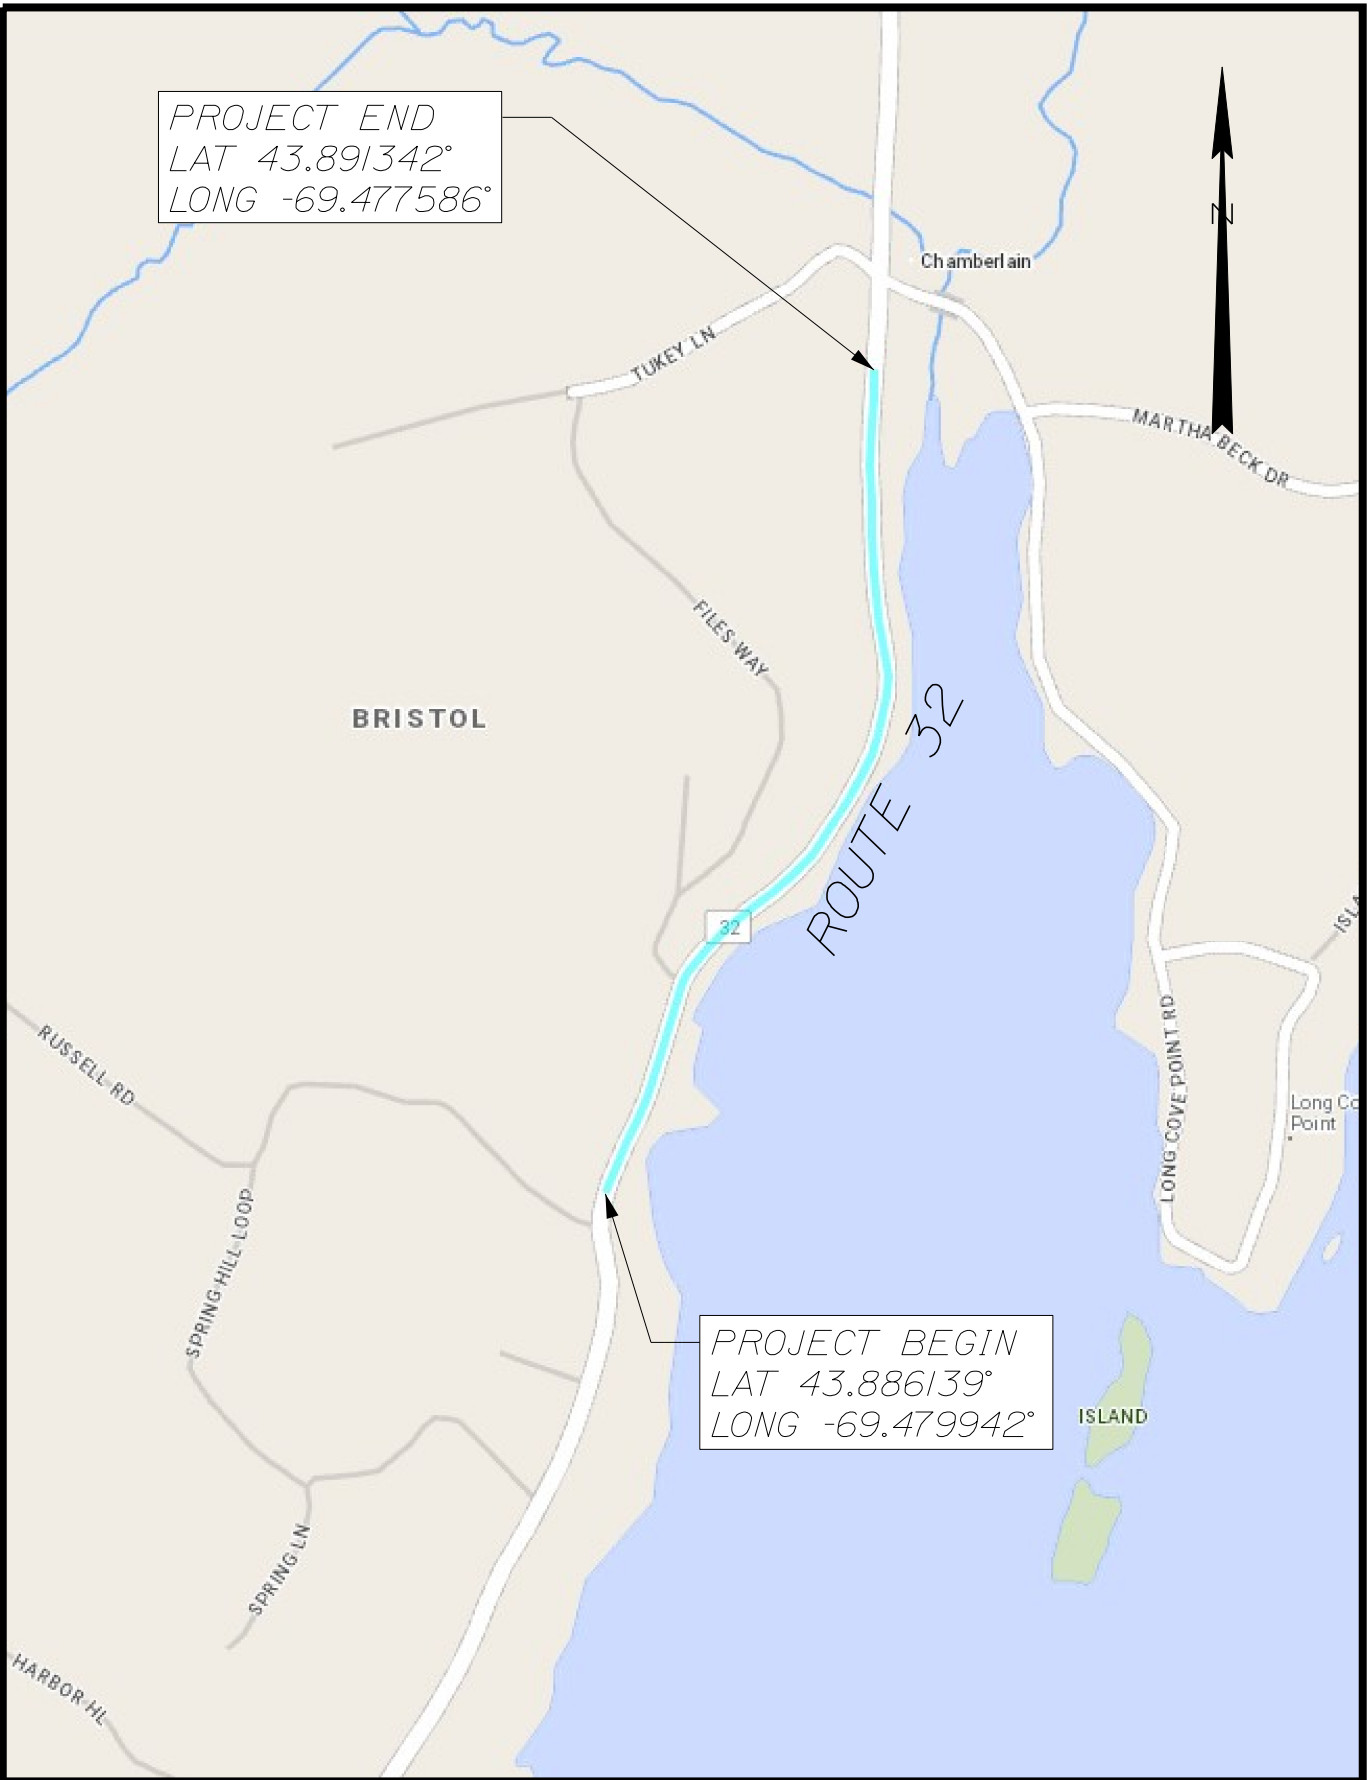 PROJECT END
LAT 43.891342°
LONG -69.477586°
N
Chamberlain
TUKEY LN
MARTHA BECK DR
FILES WAY
BRISTOL
ROUTE 32
32
ISLA
RUSSELL RD
LONG COVE POINT RD
Long Co
Point
SPRING HILL LOOP
PROJECT BEGIN
LAT 43.886139°
LONG -69.479942°
ISLAND
SPRING LN
HARBOR HL